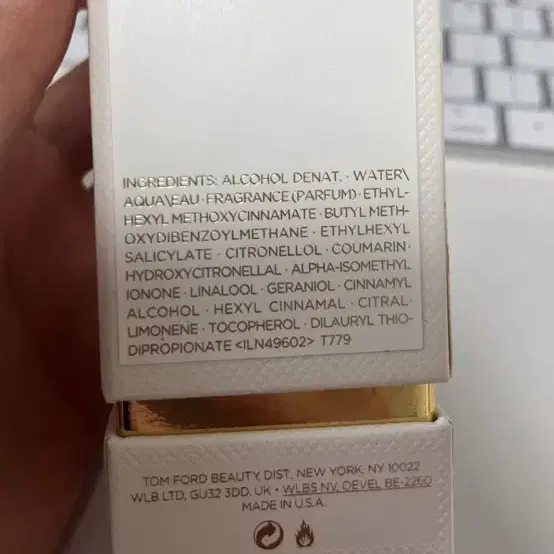 INGREDIENTS: ALCOHOL DENAT. · WATER\
AQUA\EAU · FRAGRANCE (PARFUM) · ETHYL-
HEXYL METHOXYCINNAMATE · BUTYL METH-
OXYDIBENZOYLMETHANE · ETHYLHEXYL
SALICYLATE · CITRONELLOL · COUMARIN ·
HYDROXYCITRONELLAL · ALPHA-ISOMETHYL
IONONE · LINALOOL · GERANIOL · CINNAMYL
ALCOHOL · HEXYL CINNAMAL · CITRAL ·
LIMONENE · TOCOPHEROL · DILAURYL THIO-
DIPROPIONATE <ILN49602> T779
TOM FORD BEAUTY, DIST., NEW YORK, NY 10022
WLB LTD, GU32 3DD, UK • WLBS NV, OEVEL BE-2260
MADE IN U.S.A.